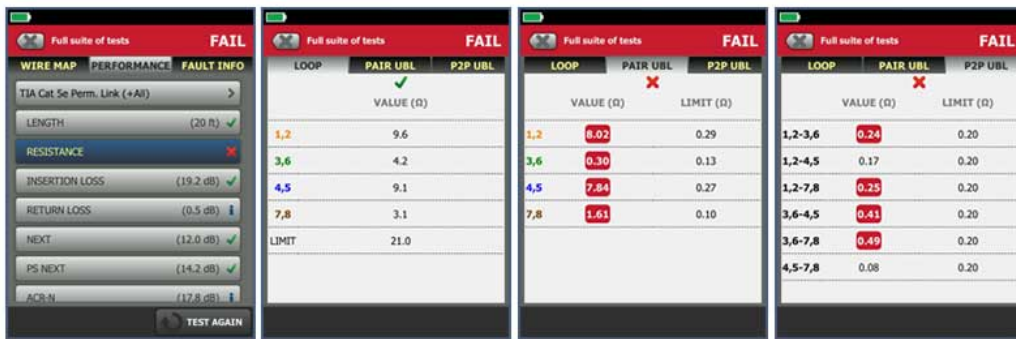 Full suite of tests FAIL
WIRE MAP PERFORMANCE FAULT INFO
TIA Cat 5e Perm. Link (+All) >
LENGTH (20 ft)
RESISTANCE
INSERTION LOSS (19.2 dB)
RETURN LOSS (0.5 dB) i
NEXT (12.0 dB)
PS NEXT (14.2 dB)
ACR-N (17.8 dB) i
TEST AGAIN
Full suite of tests FAIL
LOOP PAIR UBL P2P UBL
VALUE (Ω)
1,2 9.6
3,6 4.2
4,5 9.1
7,8 3.1
LIMIT 21.0
Full suite of tests FAIL
LOOP PAIR UBL P2P UBL
VALUE (Ω) LIMIT (Ω)
1,2 8.02 0.29
3,6 0.30 0.13
4,5 7.84 0.27
7,8 1.61 0.10
Full suite of tests FAIL
LOOP PAIR UBL P2P UBL
VALUE (Ω) LIMIT (Ω)
1,2-3,6 0.24 0.20
1,2-4,5 0.17 0.20
1,2-7,8 0.25 0.20
3,6-4,5 0.41 0.20
3,6-7,8 0.49 0.20
4,5-7,8 0.08 0.20